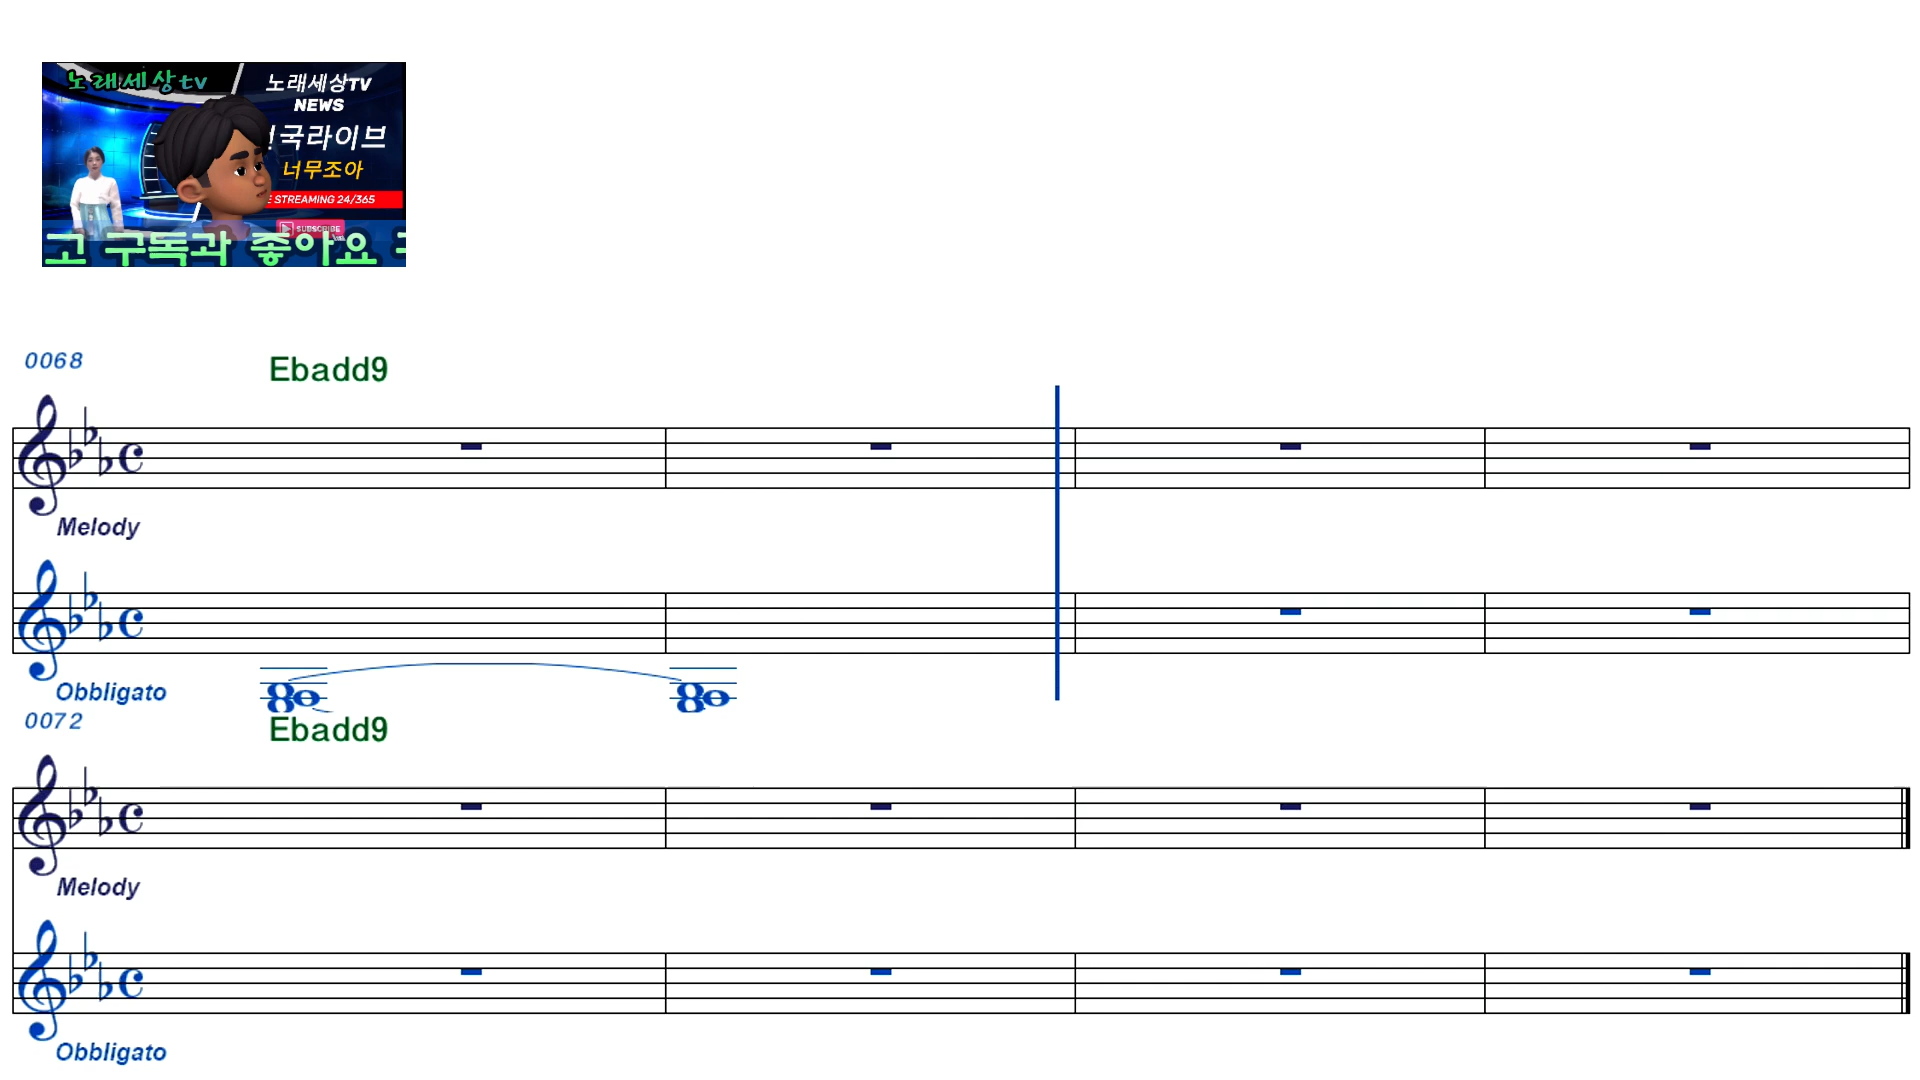 노래세상tv
노래세상TV
NEWS
국라이브
너무조아
STREAMING 24/365
SUBSCRIBE
고 구독과 좋아요
0068
Ebadd9
Melody
Obbligato
0072
Ebadd9
Melody
Obbligato